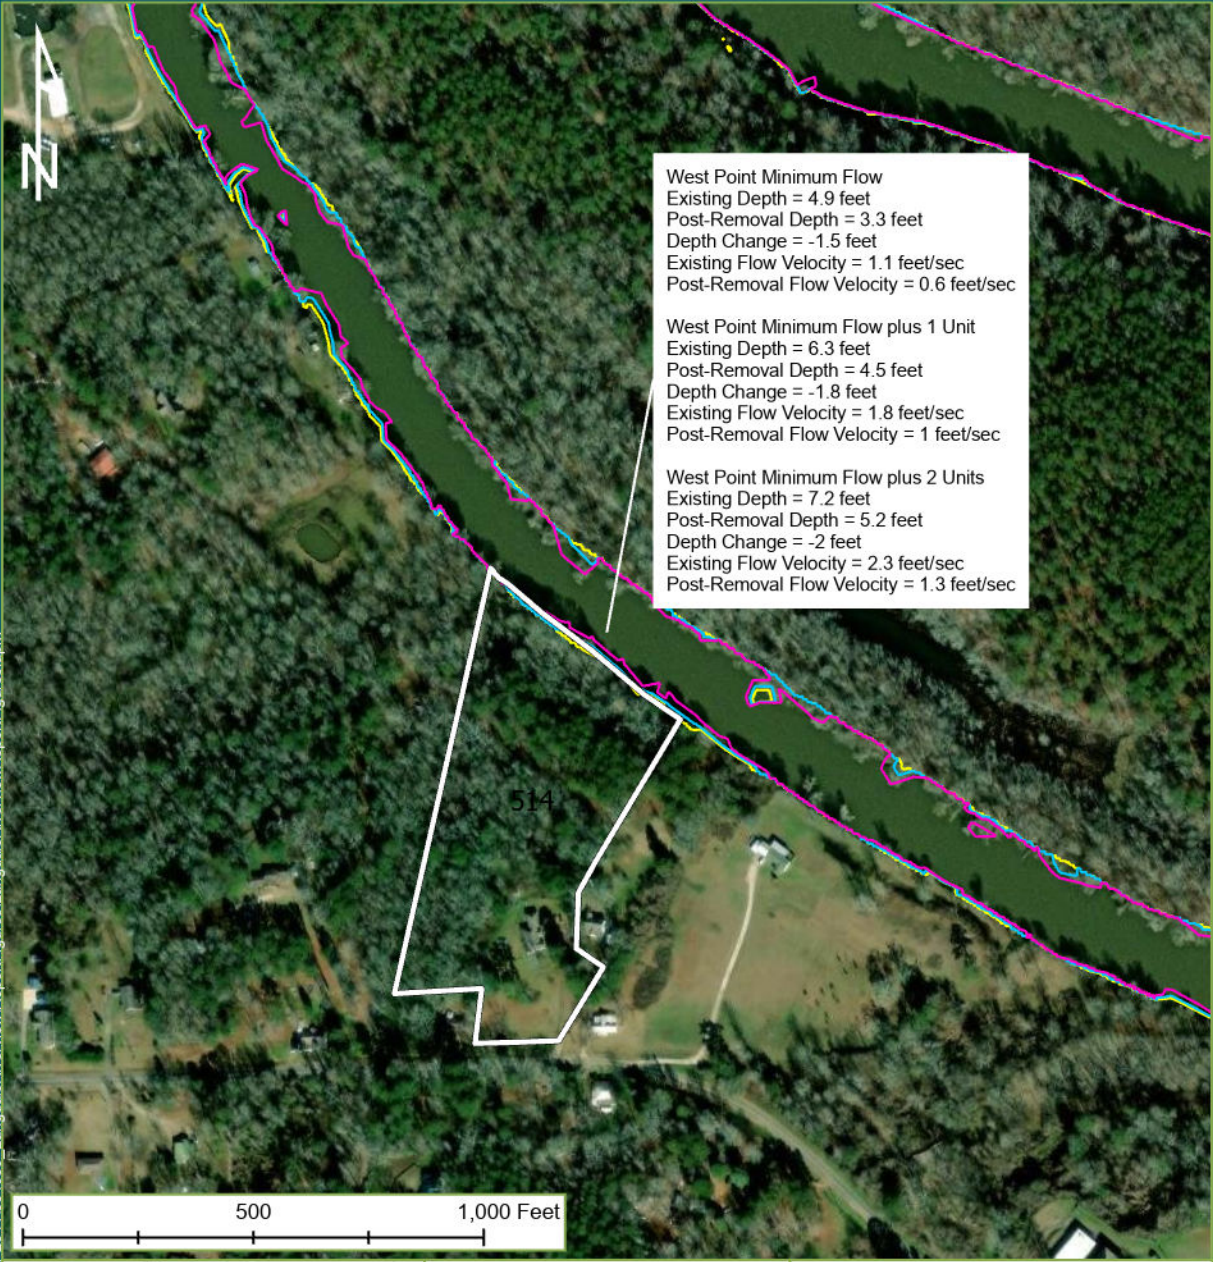 N
West Point Minimum Flow
Existing Depth = 4.9 feet
Post-Removal Depth = 3.3 feet
Depth Change = -1.5 feet
Existing Flow Velocity = 1.1 feet/sec
Post-Removal Flow Velocity = 0.6 feet/sec
West Point Minimum Flow plus 1 Unit
Existing Depth = 6.3 feet
Post-Removal Depth = 4.5 feet
Depth Change = -1.8 feet
Existing Flow Velocity = 1.8 feet/sec
Post-Removal Flow Velocity = 1 feet/sec
West Point Minimum Flow plus 2 Units
Existing Depth = 7.2 feet
Post-Removal Depth = 5.2 feet
Depth Change = -2 feet
Existing Flow Velocity = 2.3 feet/sec
Post-Removal Flow Velocity = 1.3 feet/sec
514
0 500 1,000 Feet